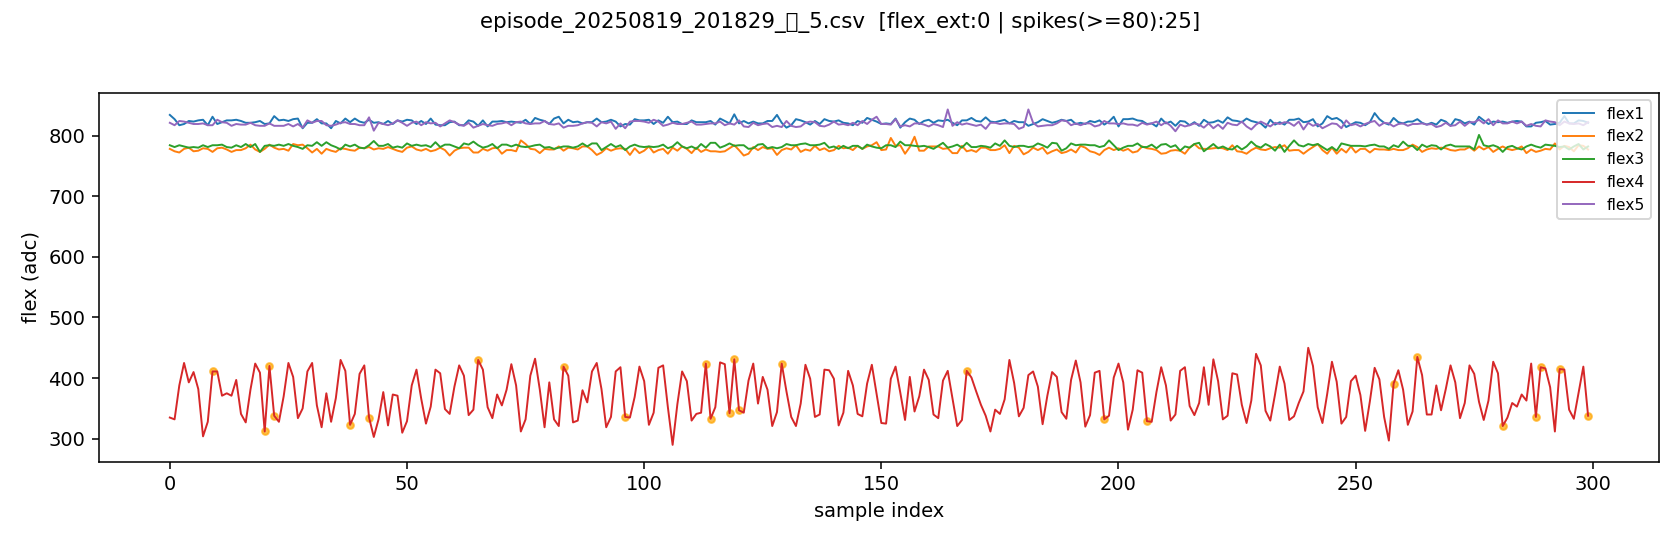 episode_20250819_201829_▯_5.csv [flex_ext:0 | spikes(>=80):25]
flex (adc)
800
700
600
500
400
300
0 50 100 150 200 250 300
sample index
flex1
flex2
flex3
flex4
flex5